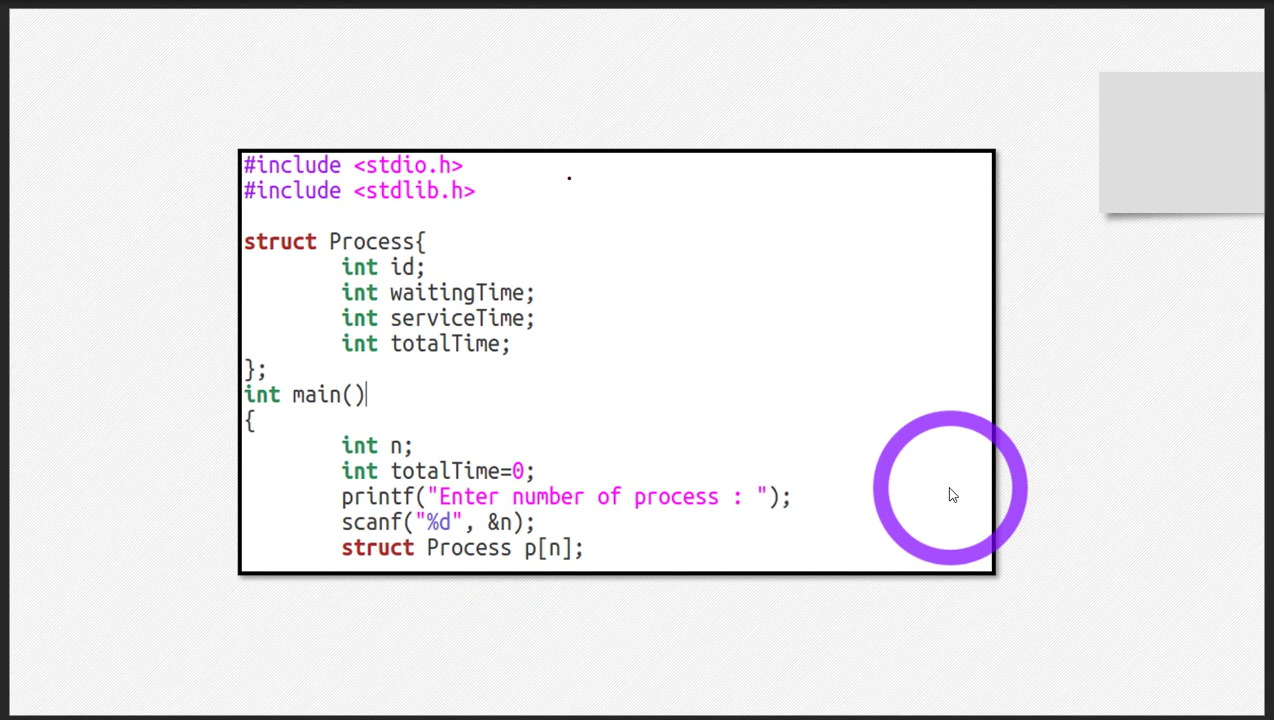 #include <stdio.h>
#include <stdlib.h>
struct Process{
int id;
int waitingTime;
int serviceTime;
int totalTime;
};
int main()
{
int n;
int totalTime=0;
printf("Enter number of process : ");
scanf("%d", &n);
struct Process p[n];